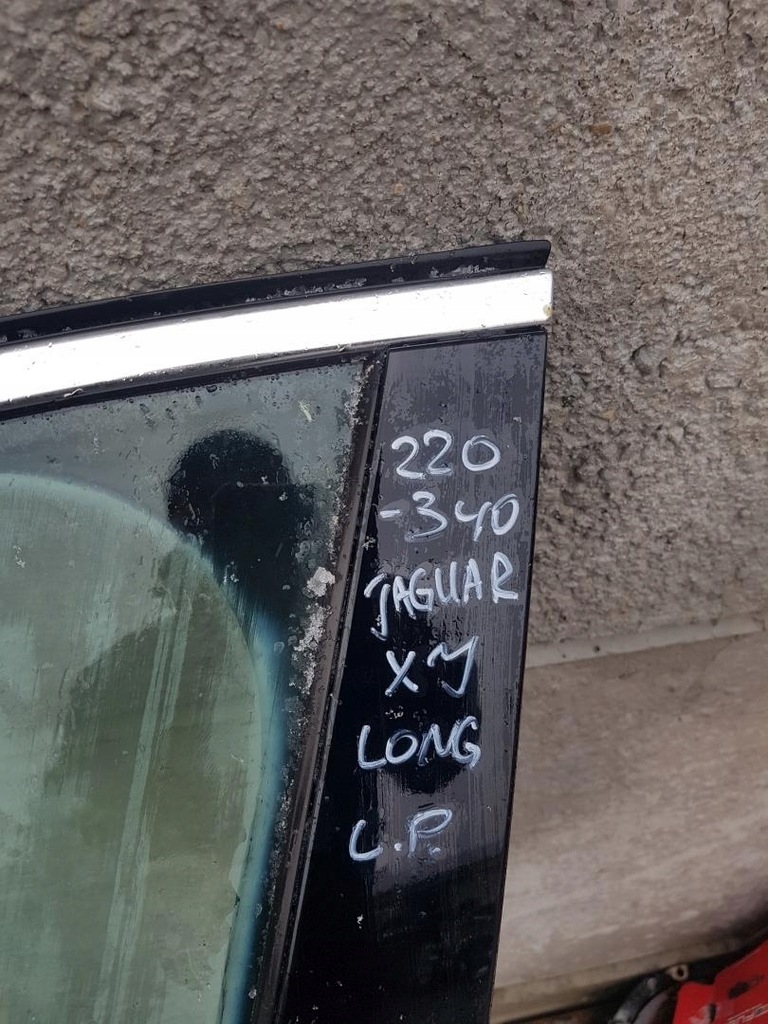 220
-340
JAGUAR
XJ
LONG
L.P.